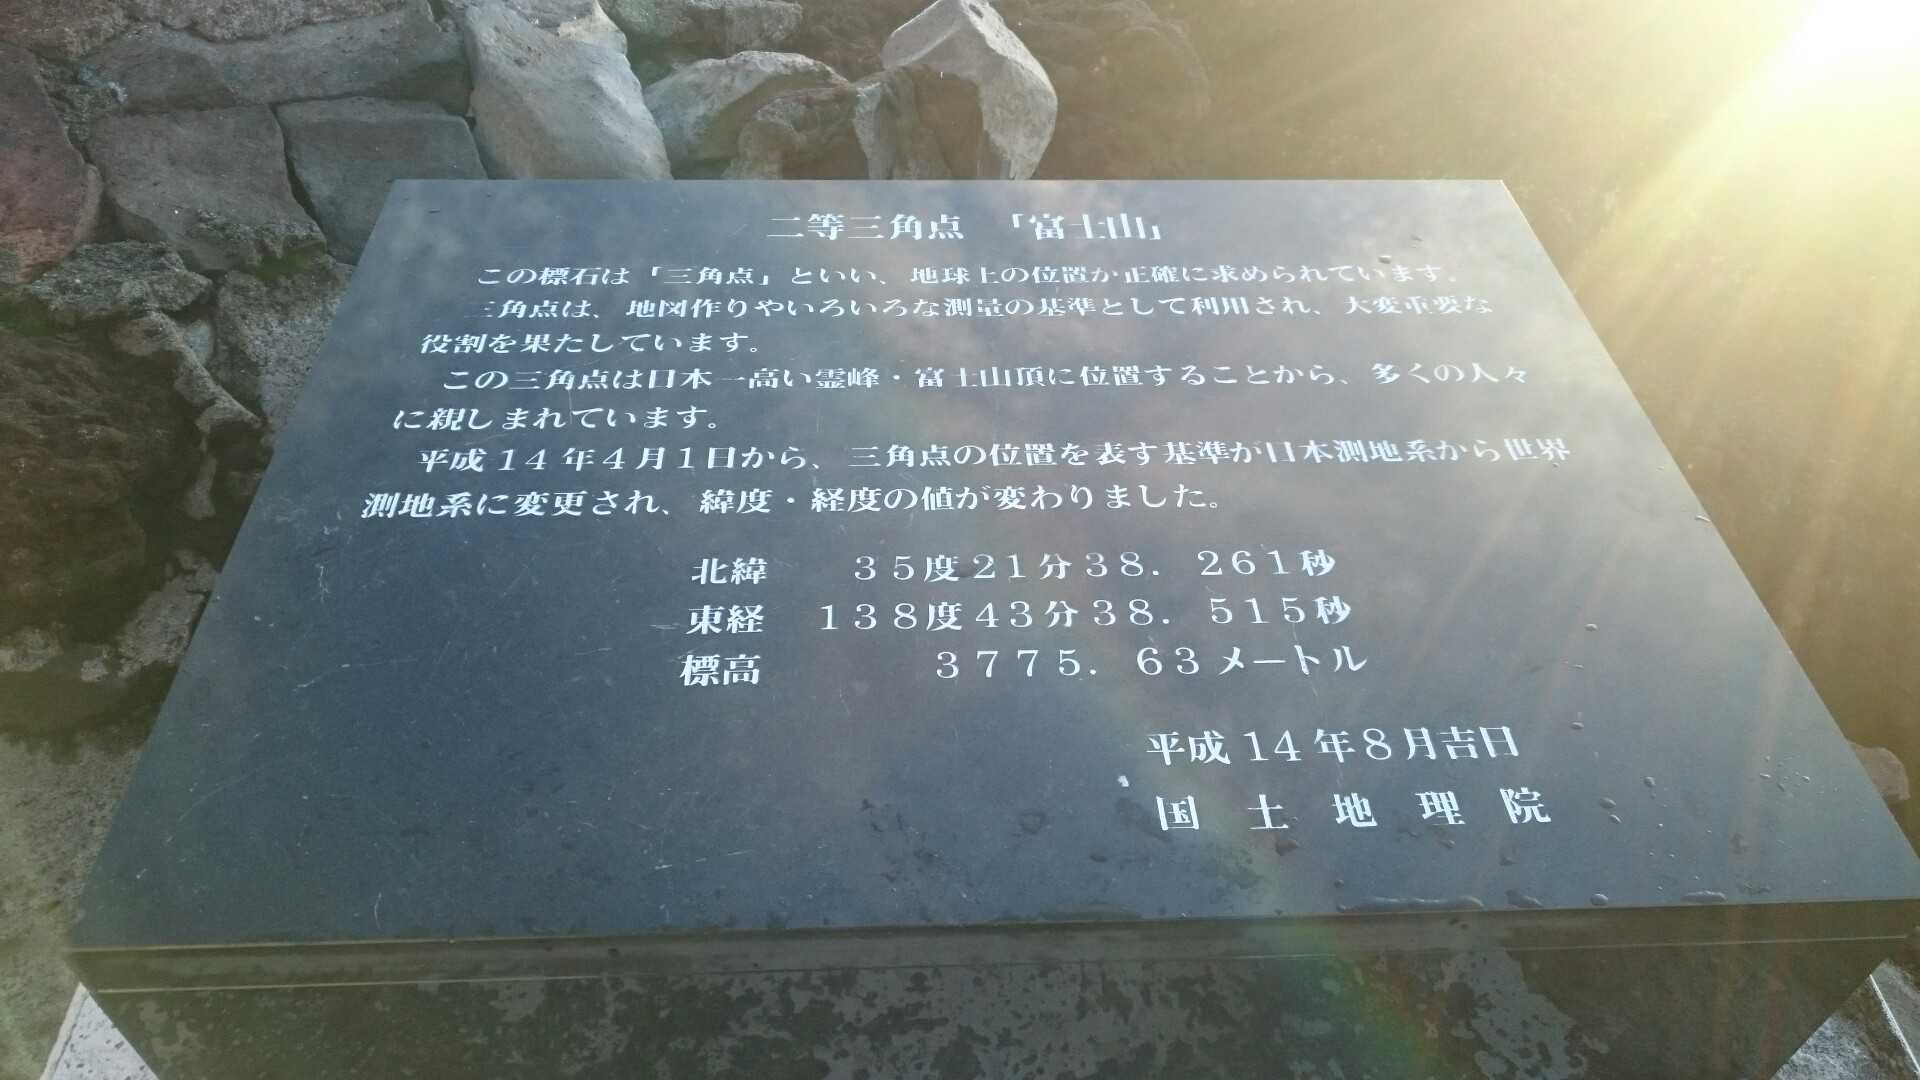 二等三角点 「富士山」
この標石は「三角点」といい、地球上の位置が正確に求められています。
三角点は、地図作りやいろいろな測量の基準として利用され、大変重要な
役割を果たしています。
この三角点は日本一高い霊峰・富士山頂に位置することから、多くの人々
に親しまれています。
平成14年4月1日から、三角点の位置を表す基準が日本測地系から世界
測地系に変更され、緯度・経度の値が変わりました。
北緯 35度21分38.261秒
東経 138度43分38.515秒
標高 3775.63メートル
平成14年8月吉日
国土地理院